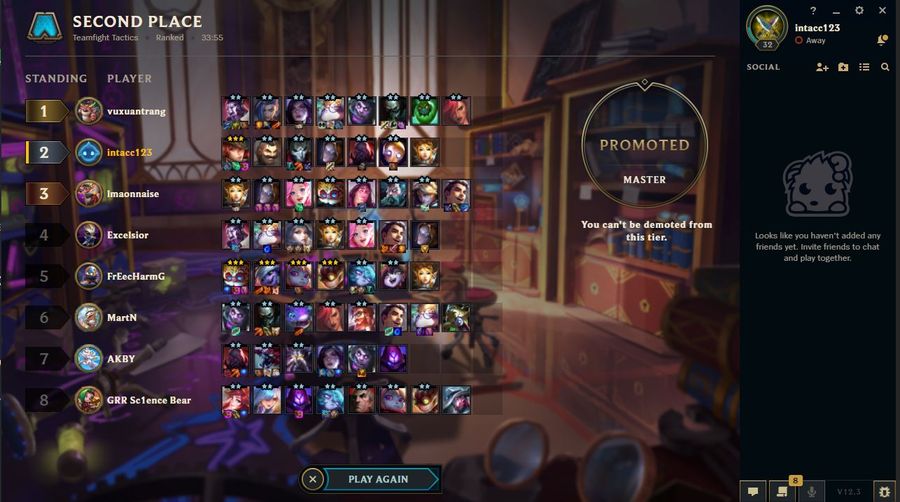 SECOND PLACE
Teamfight Tactics • Ranked • 33:55
STANDING PLAYER
1 vuxuantrang
2 intacc123
3 lmaonnaise
4 Excelsior
5 FrEecHarmG
6 MartN
7 AKBY
8 GRR Sc1ence Bear
PROMOTED
MASTER
You can't be demoted from
this tier.
PLAY AGAIN
?
32
intacc123
Away
SOCIAL
Looks like you haven't added any
friends yet. Invite friends to chat
and play together.
8
V12.3